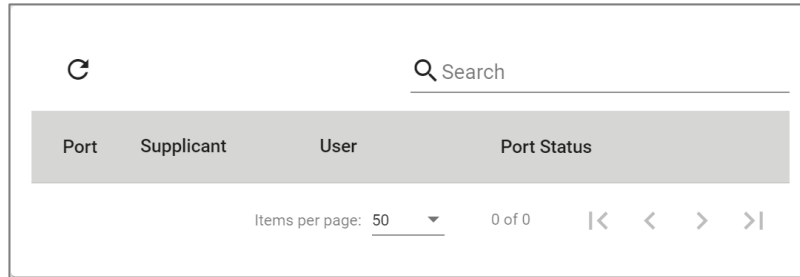 Search
Port Supplicant User Port Status
Items per page: 50 0 of 0